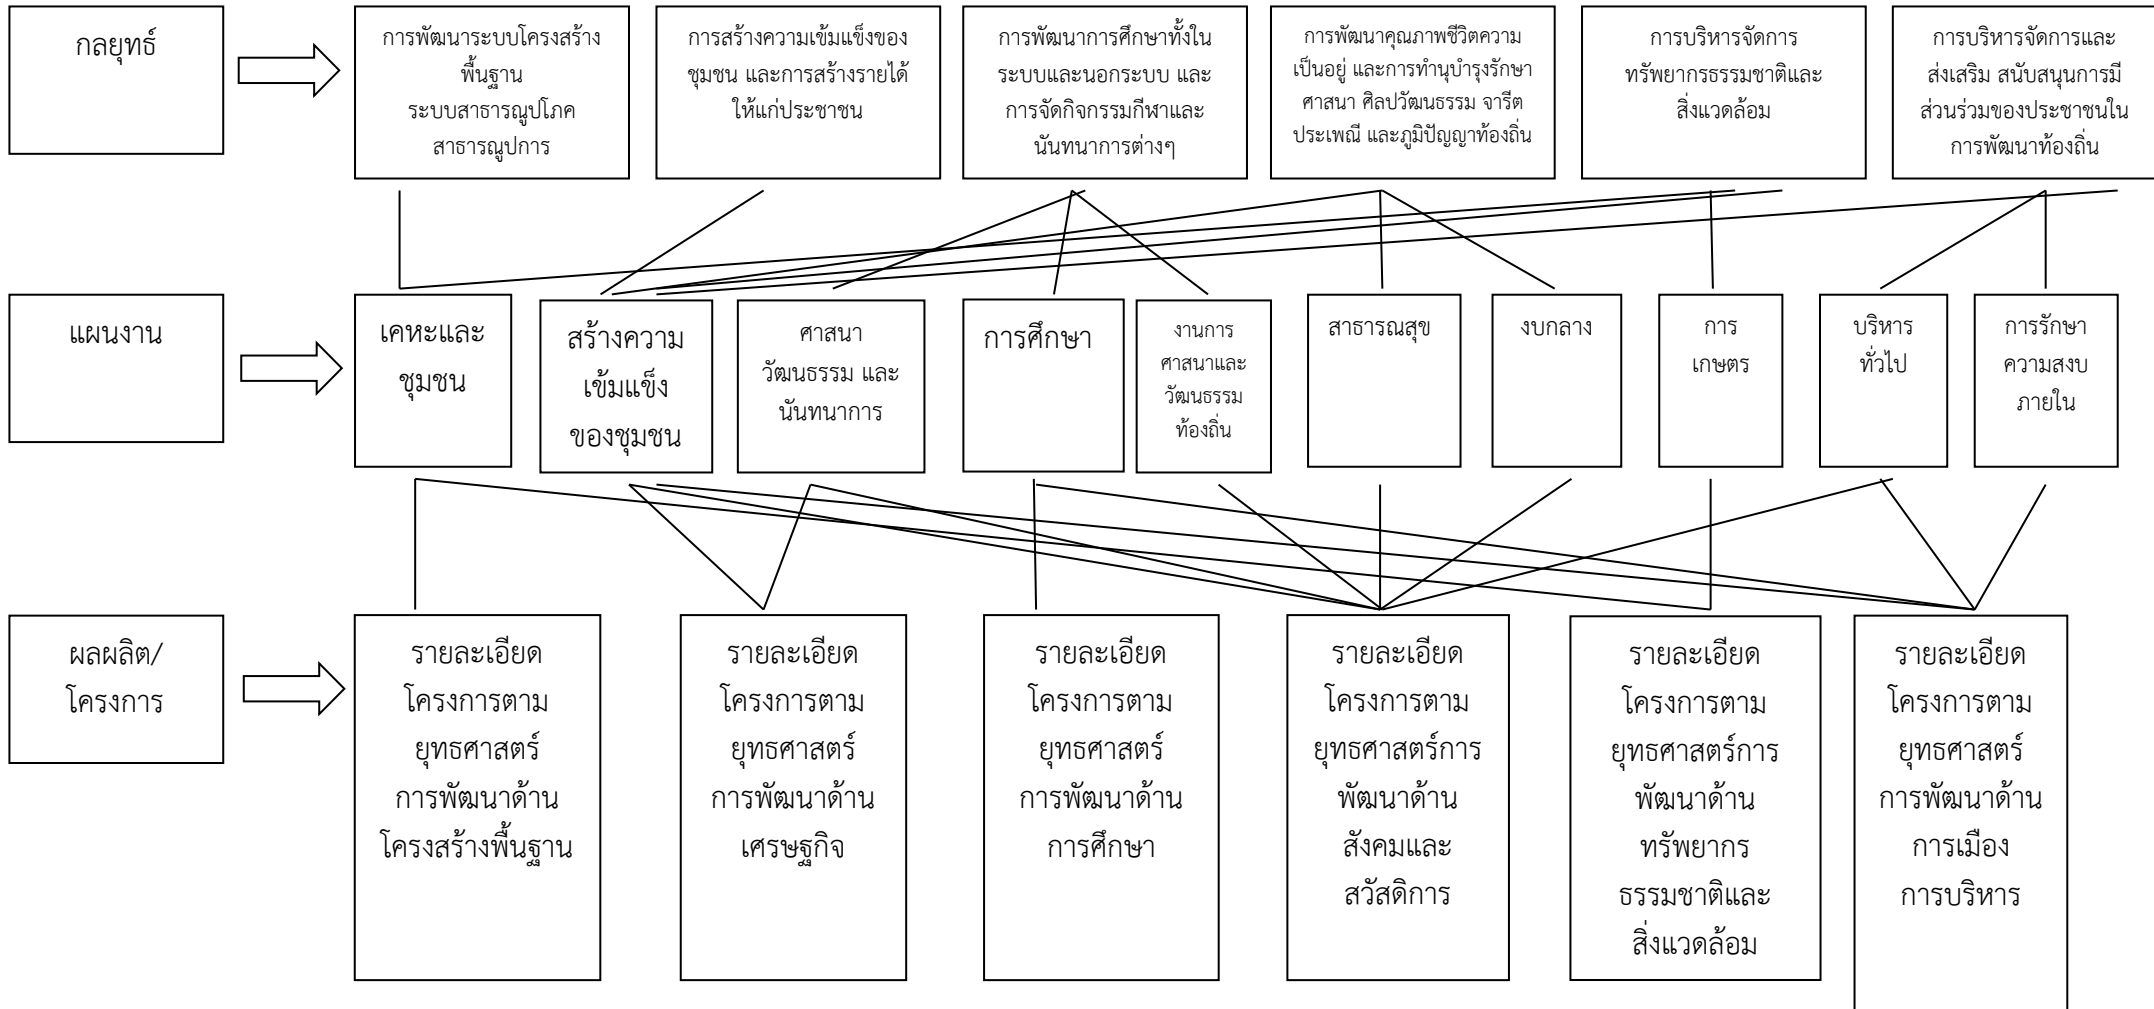 กลยุทธ์
การพัฒนาระบบโครงสร้าง
พื้นฐาน
ระบบสาธารณูปโภค
สาธารณูปการ
การสร้างความเข้มแข็งของ
ชุมชน และการสร้างรายได้
ให้แก่ประชาชน
การพัฒนาการศึกษาทั้งใน
ระบบและนอกระบบ และ
การจัดกิจกรรมกีฬาและ
นันทนาการต่างๆ
การพัฒนาคุณภาพชีวิตความ
เป็นอยู่ และการทำนุบำรุงรักษา
ศาสนา ศิลปวัฒนธรรม จารีต
ประเพณี และภูมิปัญญาท้องถิ่น
การบริหารจัดการ
ทรัพยากรธรรมชาติและ
สิ่งแวดล้อม
การบริหารจัดการและ
ส่งเสริม สนับสนุนการมี
ส่วนร่วมของประชาชนใน
การพัฒนาท้องถิ่น
แผนงาน
เคหะและ
ชุมชน
สร้างความ
เข้มแข็ง
ของชุมชน
ศาสนา
วัฒนธรรม และ
นันทนาการ
การศึกษา
งานการ
ศาสนาและ
วัฒนธรรม
ท้องถิ่น
สาธารณสุข
งบกลาง
การ
เกษตร
บริหาร
ทั่วไป
การรักษา
ความสงบ
ภายใน
ผลผลิต/
โครงการ
รายละเอียด
โครงการตาม
ยุทธศาสตร์
การพัฒนาด้าน
โครงสร้างพื้นฐาน
รายละเอียด
โครงการตาม
ยุทธศาสตร์
การพัฒนาด้าน
เศรษฐกิจ
รายละเอียด
โครงการตาม
ยุทธศาสตร์
การพัฒนาด้าน
การศึกษา
รายละเอียด
โครงการตาม
ยุทธศาสตร์การ
พัฒนาด้าน
สังคมและ
สวัสดิการ
รายละเอียด
โครงการตาม
ยุทธศาสตร์การ
พัฒนาด้าน
ทรัพยากร
ธรรมชาติและ
สิ่งแวดล้อม
รายละเอียด
โครงการตาม
ยุทธศาสตร์
การพัฒนาด้าน
การเมือง
การบริหาร